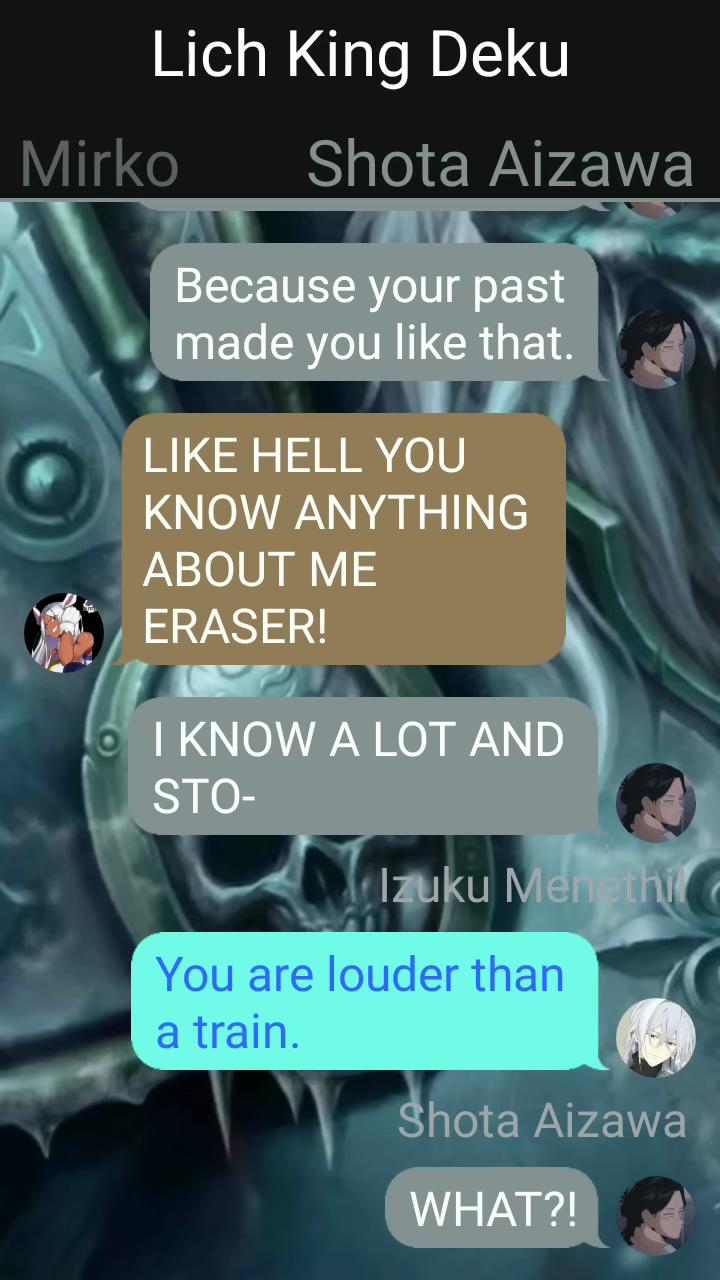 Lich King Deku
Mirko
Shota Aizawa
Because your past
made you like that.
LIKE HELL YOU
KNOW ANYTHING
ABOUT ME
ERASER!
I KNOW A LOT AND
STO-
Izuku Menethil
You are louder than
a train.
Shota Aizawa
WHAT?!